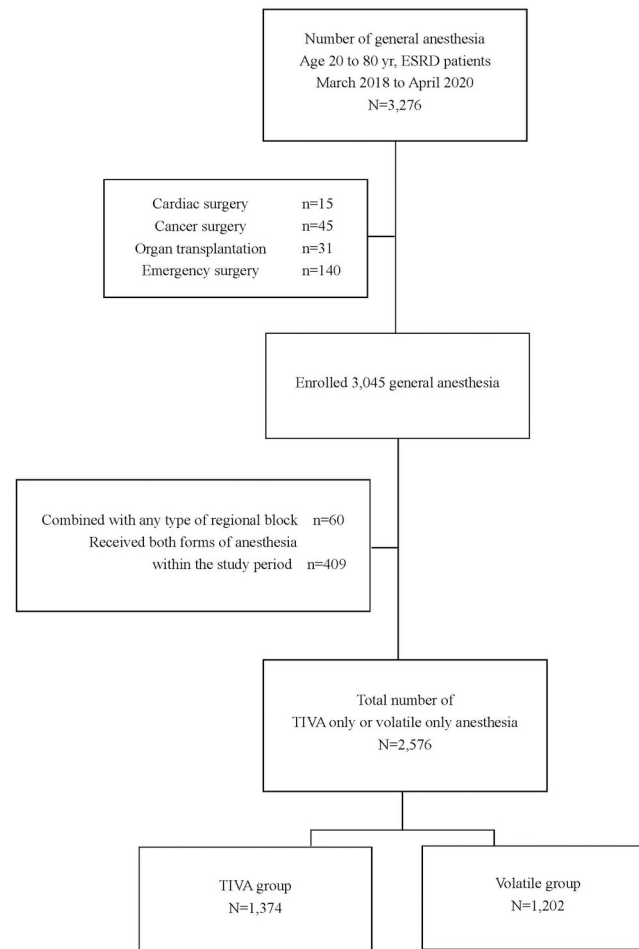 Number of general anesthesia
Age 20 to 80 yr, ESRD patients
March 2018 to April 2020
N=3,276
Cardiac surgery n=15
Cancer surgery n=45
Organ transplantation n=31
Emergency surgery n=140
Enrolled 3,045 general anesthesia
Combined with any type of regional block n=60
Received both forms of anesthesia
within the study period n=409
Total number of
TIVA only or volatile only anesthesia
N=2,576
TIVA group
N=1,374
Volatile group
N=1,202